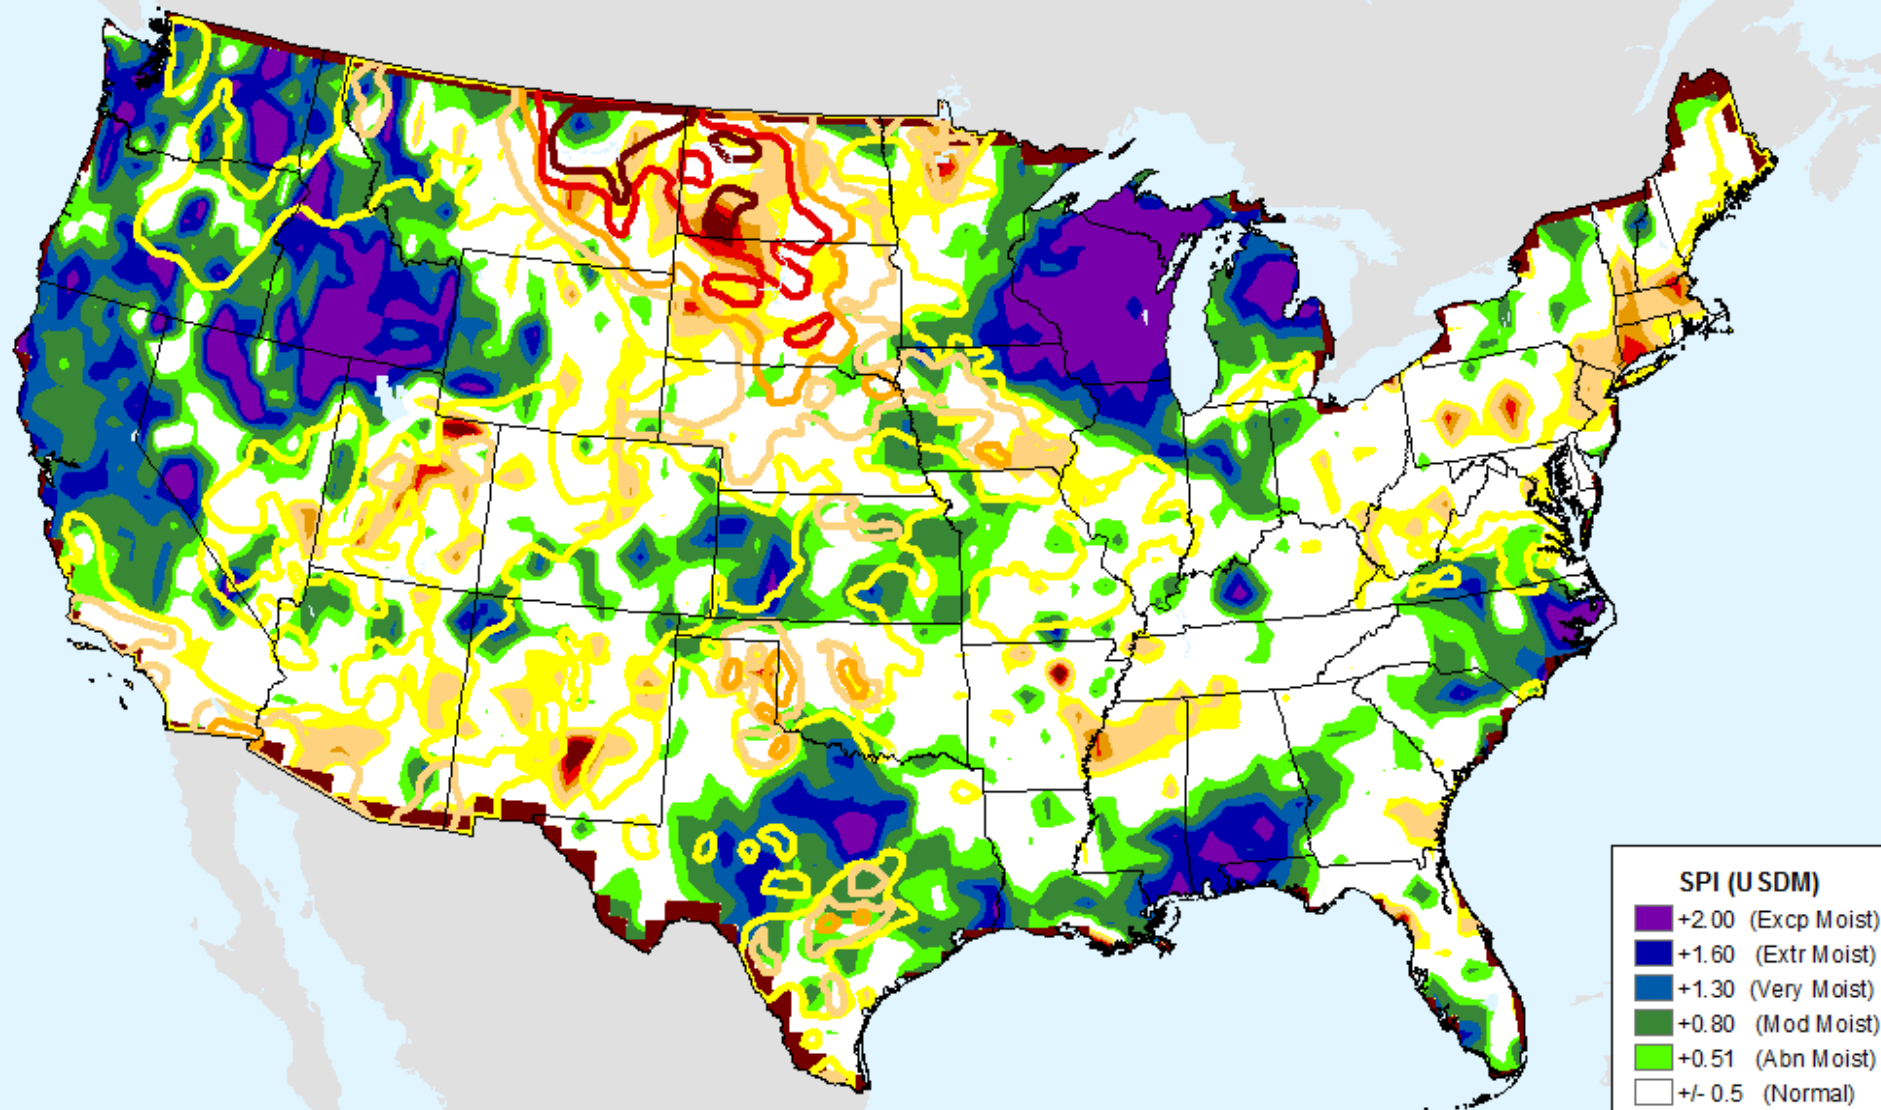 SPI (USDM)
+2.00 (Excp Moist)
+1.60 (Extr Moist)
+1.30 (Very Moist)
+0.80 (Mod Moist)
+0.51 (Abn Moist)
+/- 0.5 (Normal)